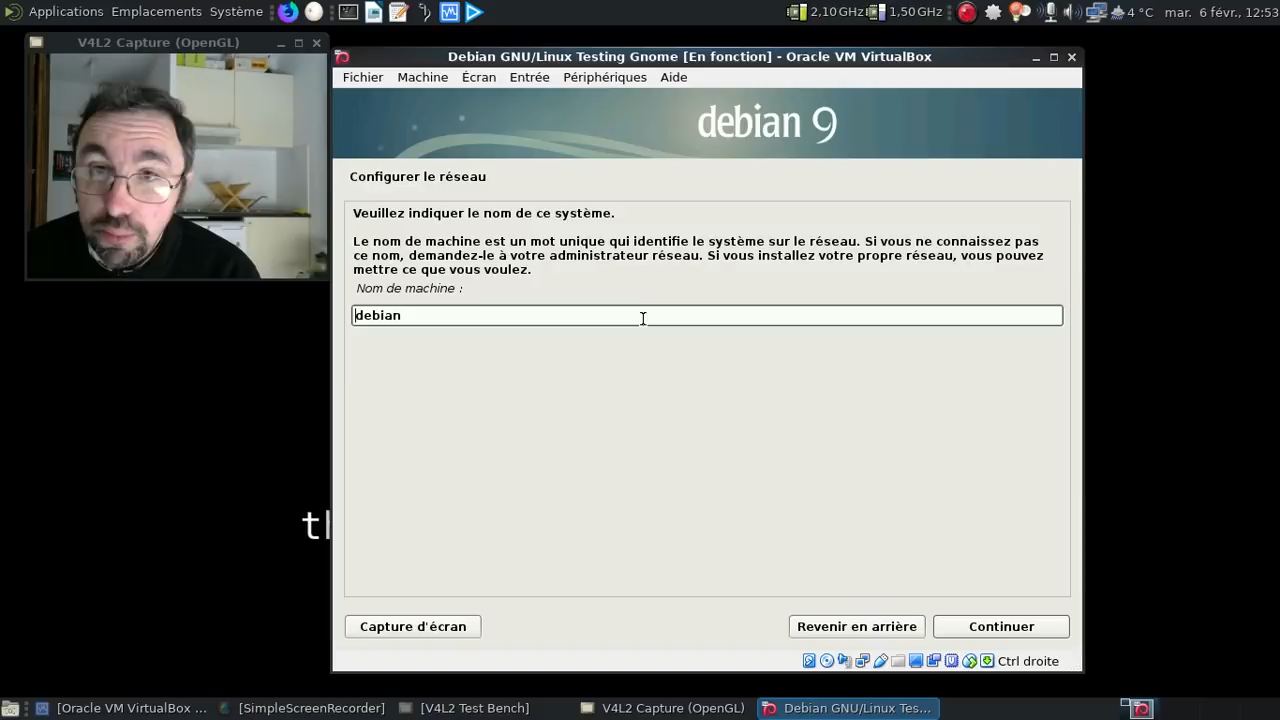 Applications Emplacements Système 2,10 GHz 1,50 GHz 4 °C mar. 6 févr., 12:53
V4L2 Capture (OpenGL)
Debian GNU/Linux Testing Gnome [En fonction] - Oracle VM VirtualBox
Fichier Machine Écran Entrée Périphériques Aide
debian 9
Configurer le réseau
Veuillez indiquer le nom de ce système.
Le nom de machine est un mot unique qui identifie le système sur le réseau. Si vous ne connaissez pas
ce nom, demandez-le à votre administrateur réseau. Si vous installez votre propre réseau, vous pouvez
mettre ce que vous voulez.
Nom de machine :
debian
th
Capture d'écran Revenir en arrière Continuer
Ctrl droite
[Oracle VM VirtualBox ... [SimpleScreenRecorder] [V4L2 Test Bench] V4L2 Capture (OpenGL) Debian GNU/Linux Tes...